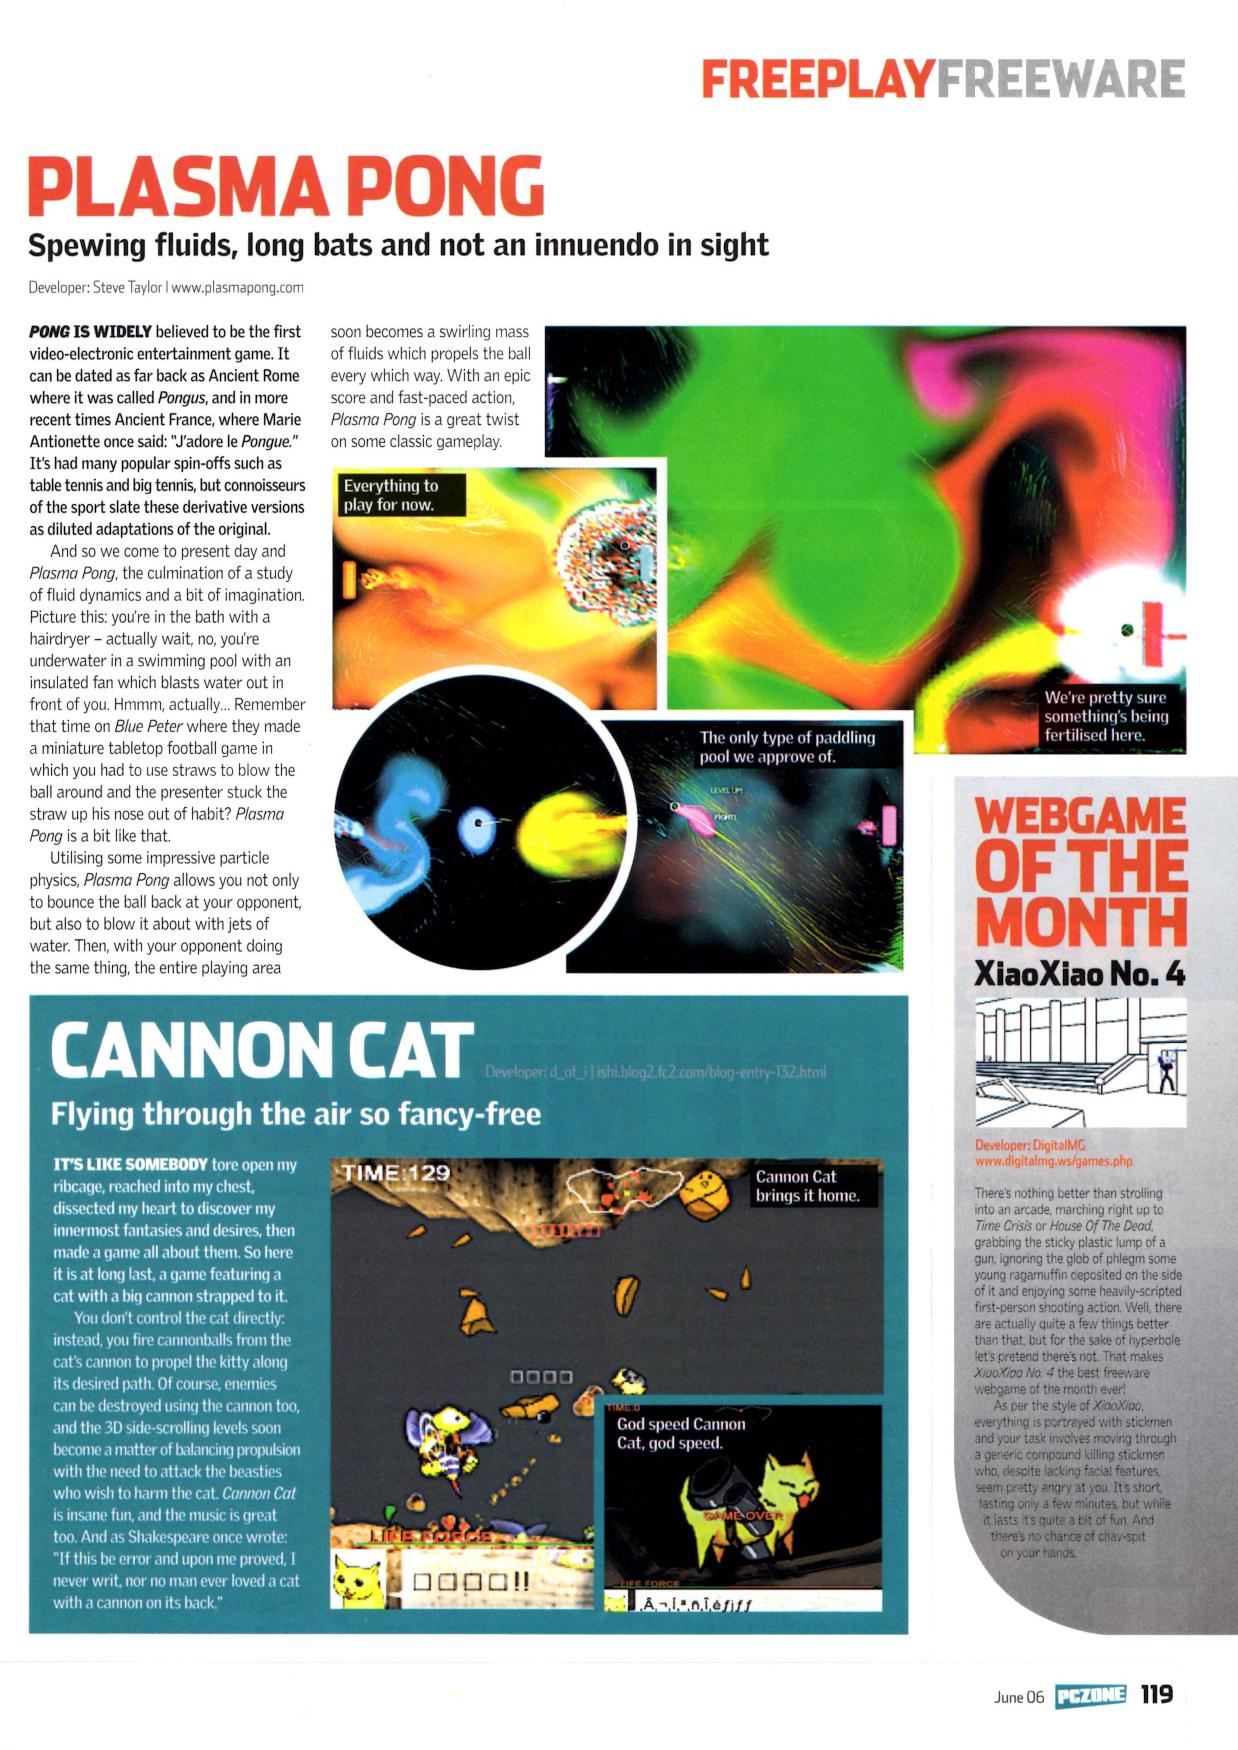 FREEPLAYFREEWARE
PLASMA PONG
Spewing fluids, long bats and not an innuendo in sight
Developer: Steve Taylor | www.plasmapong.com
PONG IS WIDELY believed to be the first
video-electronic entertainment game. It
can be dated as far back as Ancient Rome
where it was called Pongus, and in more
recent times Ancient France, where Marie
Antionette once said: "J'adore le Pongue."
It's had many popular spin-offs such as
table tennis and big tennis, but connoisseurs
of the sport slate these derivative versions
as diluted adaptations of the original.
And so we come to present day and
Plasma Pong, the culmination of a study
of fluid dynamics and a bit of imagination.
Picture this: you're in the bath with a
hairdryer – actually wait, no, you're
underwater in a swimming pool with an
insulated fan which blasts water out in
front of you. Hmmm, actually... Remember
that time on Blue Peter where they made
a miniature tabletop football game in
which you had to use straws to blow the
ball around and the presenter stuck the
straw up his nose out of habit? Plasma
Pong is a bit like that.
Utilising some impressive particle
physics, Plasma Pong allows you not only
to bounce the ball back at your opponent,
but also to blow it about with jets of
water. Then, with your opponent doing
the same thing, the entire playing area
soon becomes a swirling mass
of fluids which propels the ball
every which way. With an epic
score and fast-paced action,
Plasma Pong is a great twist
on some classic gameplay.
Everything to
play for now.
We're pretty sure
something's being
fertilised here.
The only type of paddling
pool we approve of.
LEVEL UP!
FIGHT!
CANNON CAT
Developer: d_of_i | ishi.blog2.fc2.com/blog-entry-132.html
Flying through the air so fancy-free
IT'S LIKE SOMEBODY tore open my
ribcage, reached into my chest,
dissected my heart to discover my
innermost fantasies and desires, then
made a game all about them. So here
it is at long last, a game featuring a
cat with a big cannon strapped to it.
You don't control the cat directly:
instead, you fire cannonballs from the
cat's cannon to propel the kitty along
its desired path. Of course, enemies
can be destroyed using the cannon too,
and the 3D side-scrolling levels soon
become a matter of balancing propulsion
with the need to attack the beasties
who wish to harm the cat. Cannon Cat
is insane fun, and the music is great
too. And as Shakespeare once wrote:
"If this be error and upon me proved, I
never writ, nor no man ever loved a cat
with a cannon on its back."
TIME:129
Cannon Cat
brings it home.
LIFE FORCE
□□□□!!
TIME:0
God speed Cannon
Cat, god speed.
GAME OVER
LIFE FORCE
WEBGAME
OF THE
MONTH
XiaoXiao No. 4
Developer: DigitalMG
www.digitalmg.ws/games.php
There's nothing better than strolling
into an arcade, marching right up to
Time Crisis or House Of The Dead,
grabbing the sticky plastic lump of a
gun, ignoring the glob of phlegm some
young ragamuffin deposited on the side
of it and enjoying some heavily-scripted
first-person shooting action. Well, there
are actually quite a few things better
than that, but for the sake of hyperbole
let's pretend there's not. That makes
XiaoXiao No. 4 the best freeware
webgame of the month ever!
As per the style of XiaoXiao,
everything is portrayed with stickmen
and your task involves moving through
a generic compound killing stickmen
who, despite lacking facial features,
seem pretty angry at you. It's short,
lasting only a few minutes, but while
it lasts it's quite a bit of fun. And
there's no chance of chav-spit
on your hands.
June 06 PCZONE 119